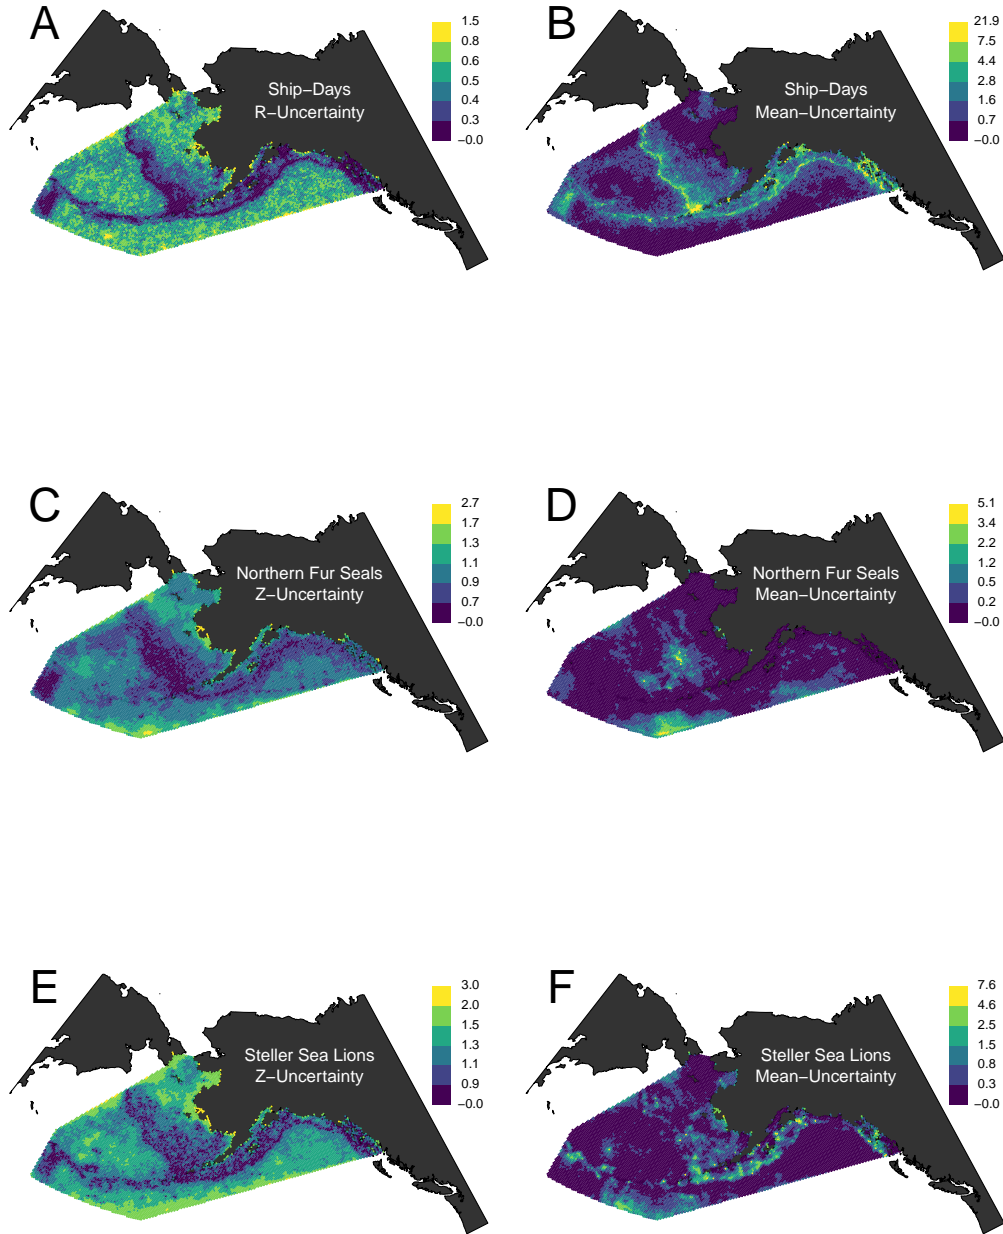 A
Ship−Days
R−Uncertainty
1.5
0.8
0.6
0.5
0.4
0.3
−0.0
B
Ship−Days
Mean−Uncertainty
21.9
7.5
4.4
2.8
1.6
0.7
−0.0
C
Northern Fur Seals
Z−Uncertainty
2.7
1.7
1.3
1.1
0.9
0.7
−0.0
D
Northern Fur Seals
Mean−Uncertainty
5.1
3.4
2.2
1.2
0.5
0.2
−0.0
E
Steller Sea Lions
Z−Uncertainty
3.0
2.0
1.5
1.3
1.1
0.9
−0.0
F
Steller Sea Lions
Mean−Uncertainty
7.6
4.6
2.5
1.5
0.8
0.3
−0.0